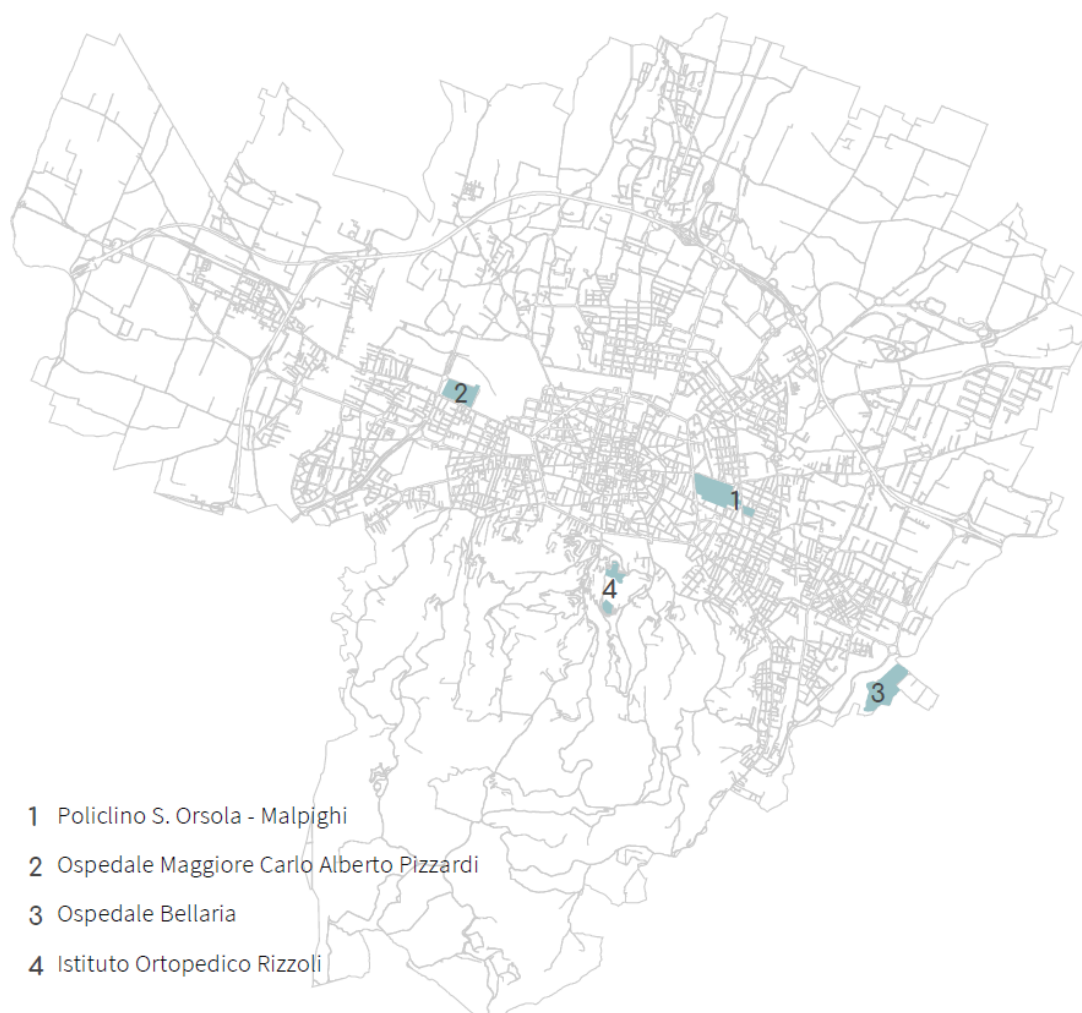 2
1
4
3
1 Policlino S. Orsola - Malpighi
2 Ospedale Maggiore Carlo Alberto Pizzardi
3 Ospedale Bellaria
4 Istituto Ortopedico Rizzoli